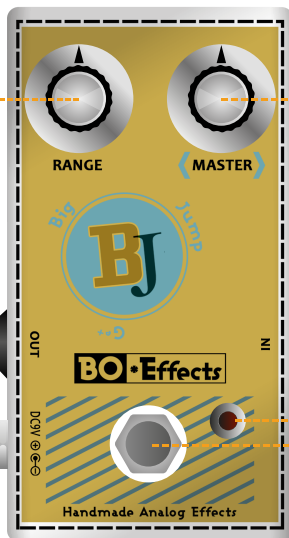 RANGE
MASTER
Big Jump
BJ
OUT
IN
BO*Effects
DC9V
Handmade Analog Effects